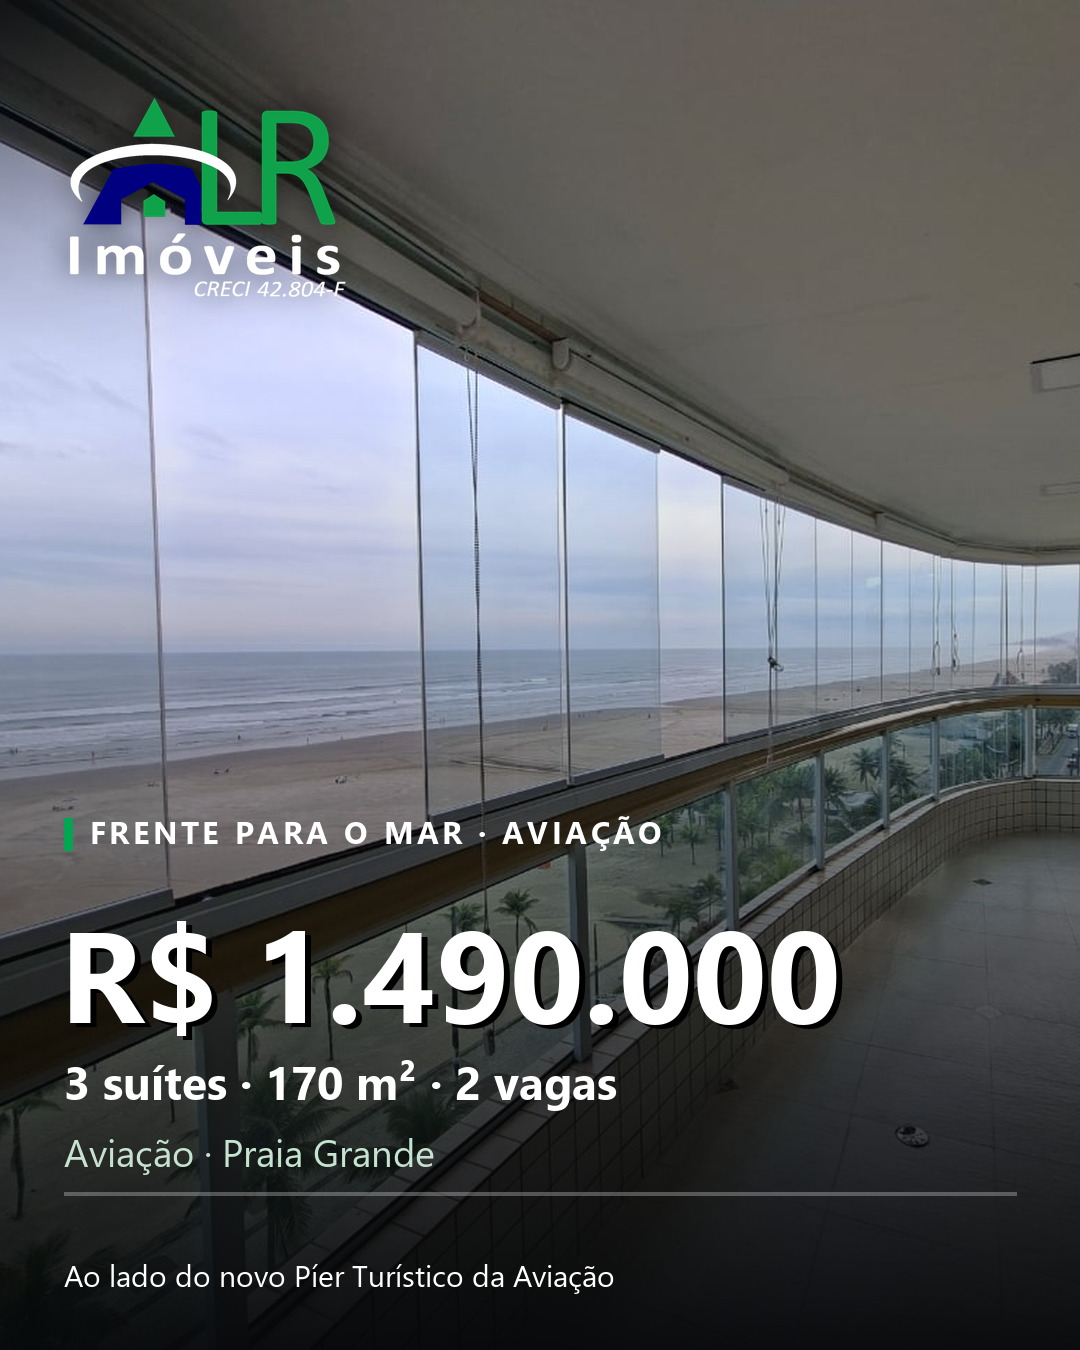 ALR
Imóveis
CRECI 42.804-F
FRENTE PARA O MAR · AVIAÇÃO
R$ 1.490.000
3 suítes · 170 m² · 2 vagas
Aviação · Praia Grande
Ao lado do novo Píer Turístico da Aviação